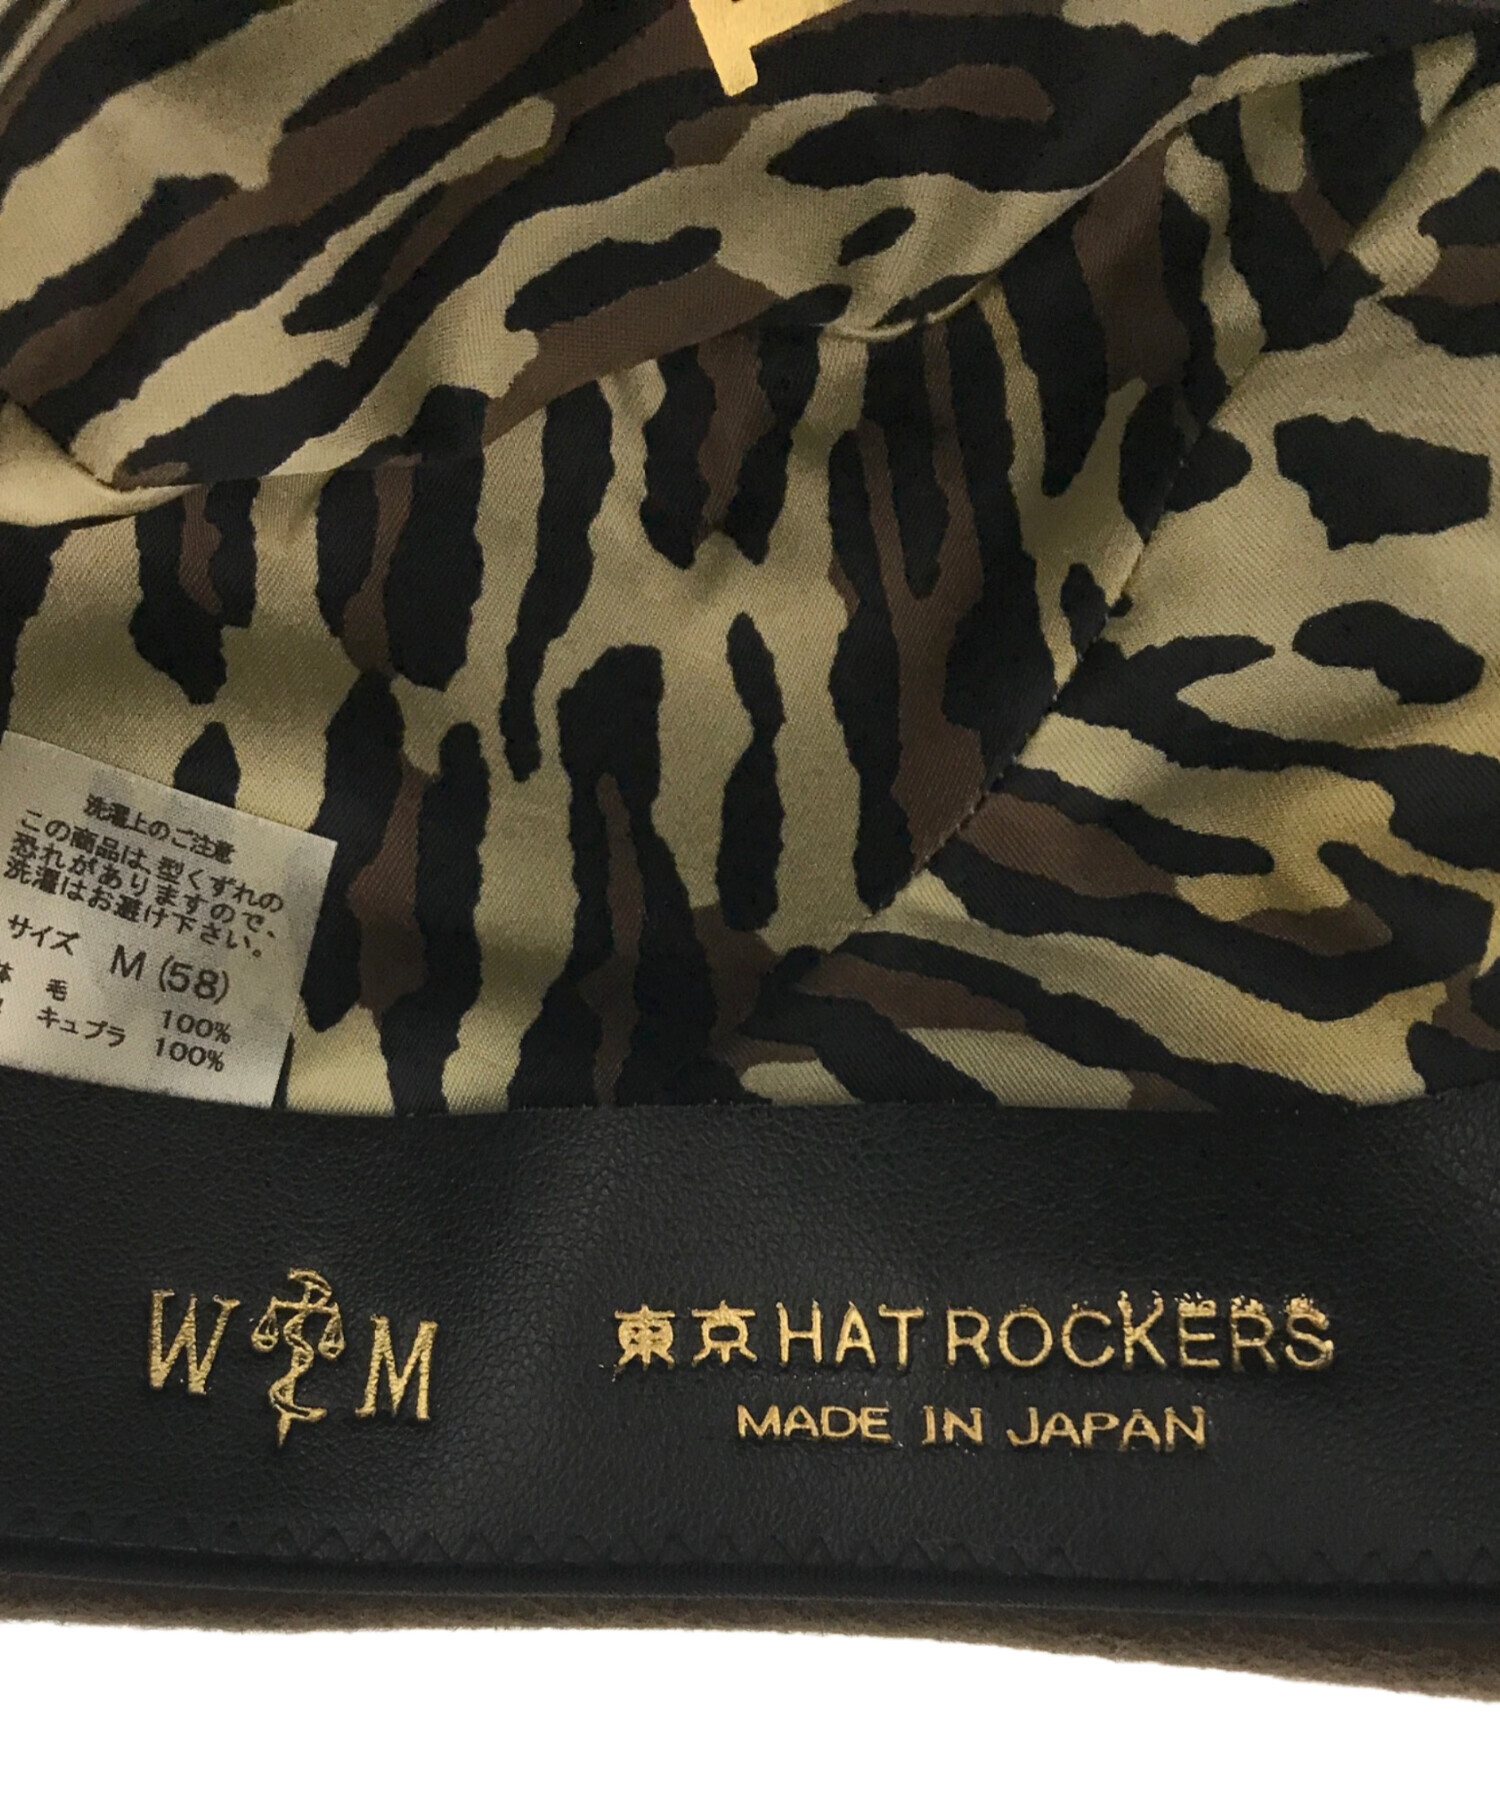 洗濯上のご注意
この商品は、型くずれの
恐れがありますので、
洗濯はお避け下さい。
サイズ M (58)
体 毛 100%
キュプラ 100%
W M
東京 HAT ROCKERS
MADE IN JAPAN